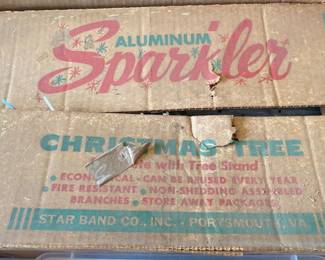 ALUMINUM
Sparkler
CHRISTMAS TREE
with Tree Stand
• ECONOMICAL • CAN BE REUSED EVERY YEAR
• FIRE RESISTANT • NON-SHEDDING ASSEMBLED
BRANCHES • STORE AWAY PACKAGES •
STAR BAND CO., INC. • PORTSMOUTH, VA.